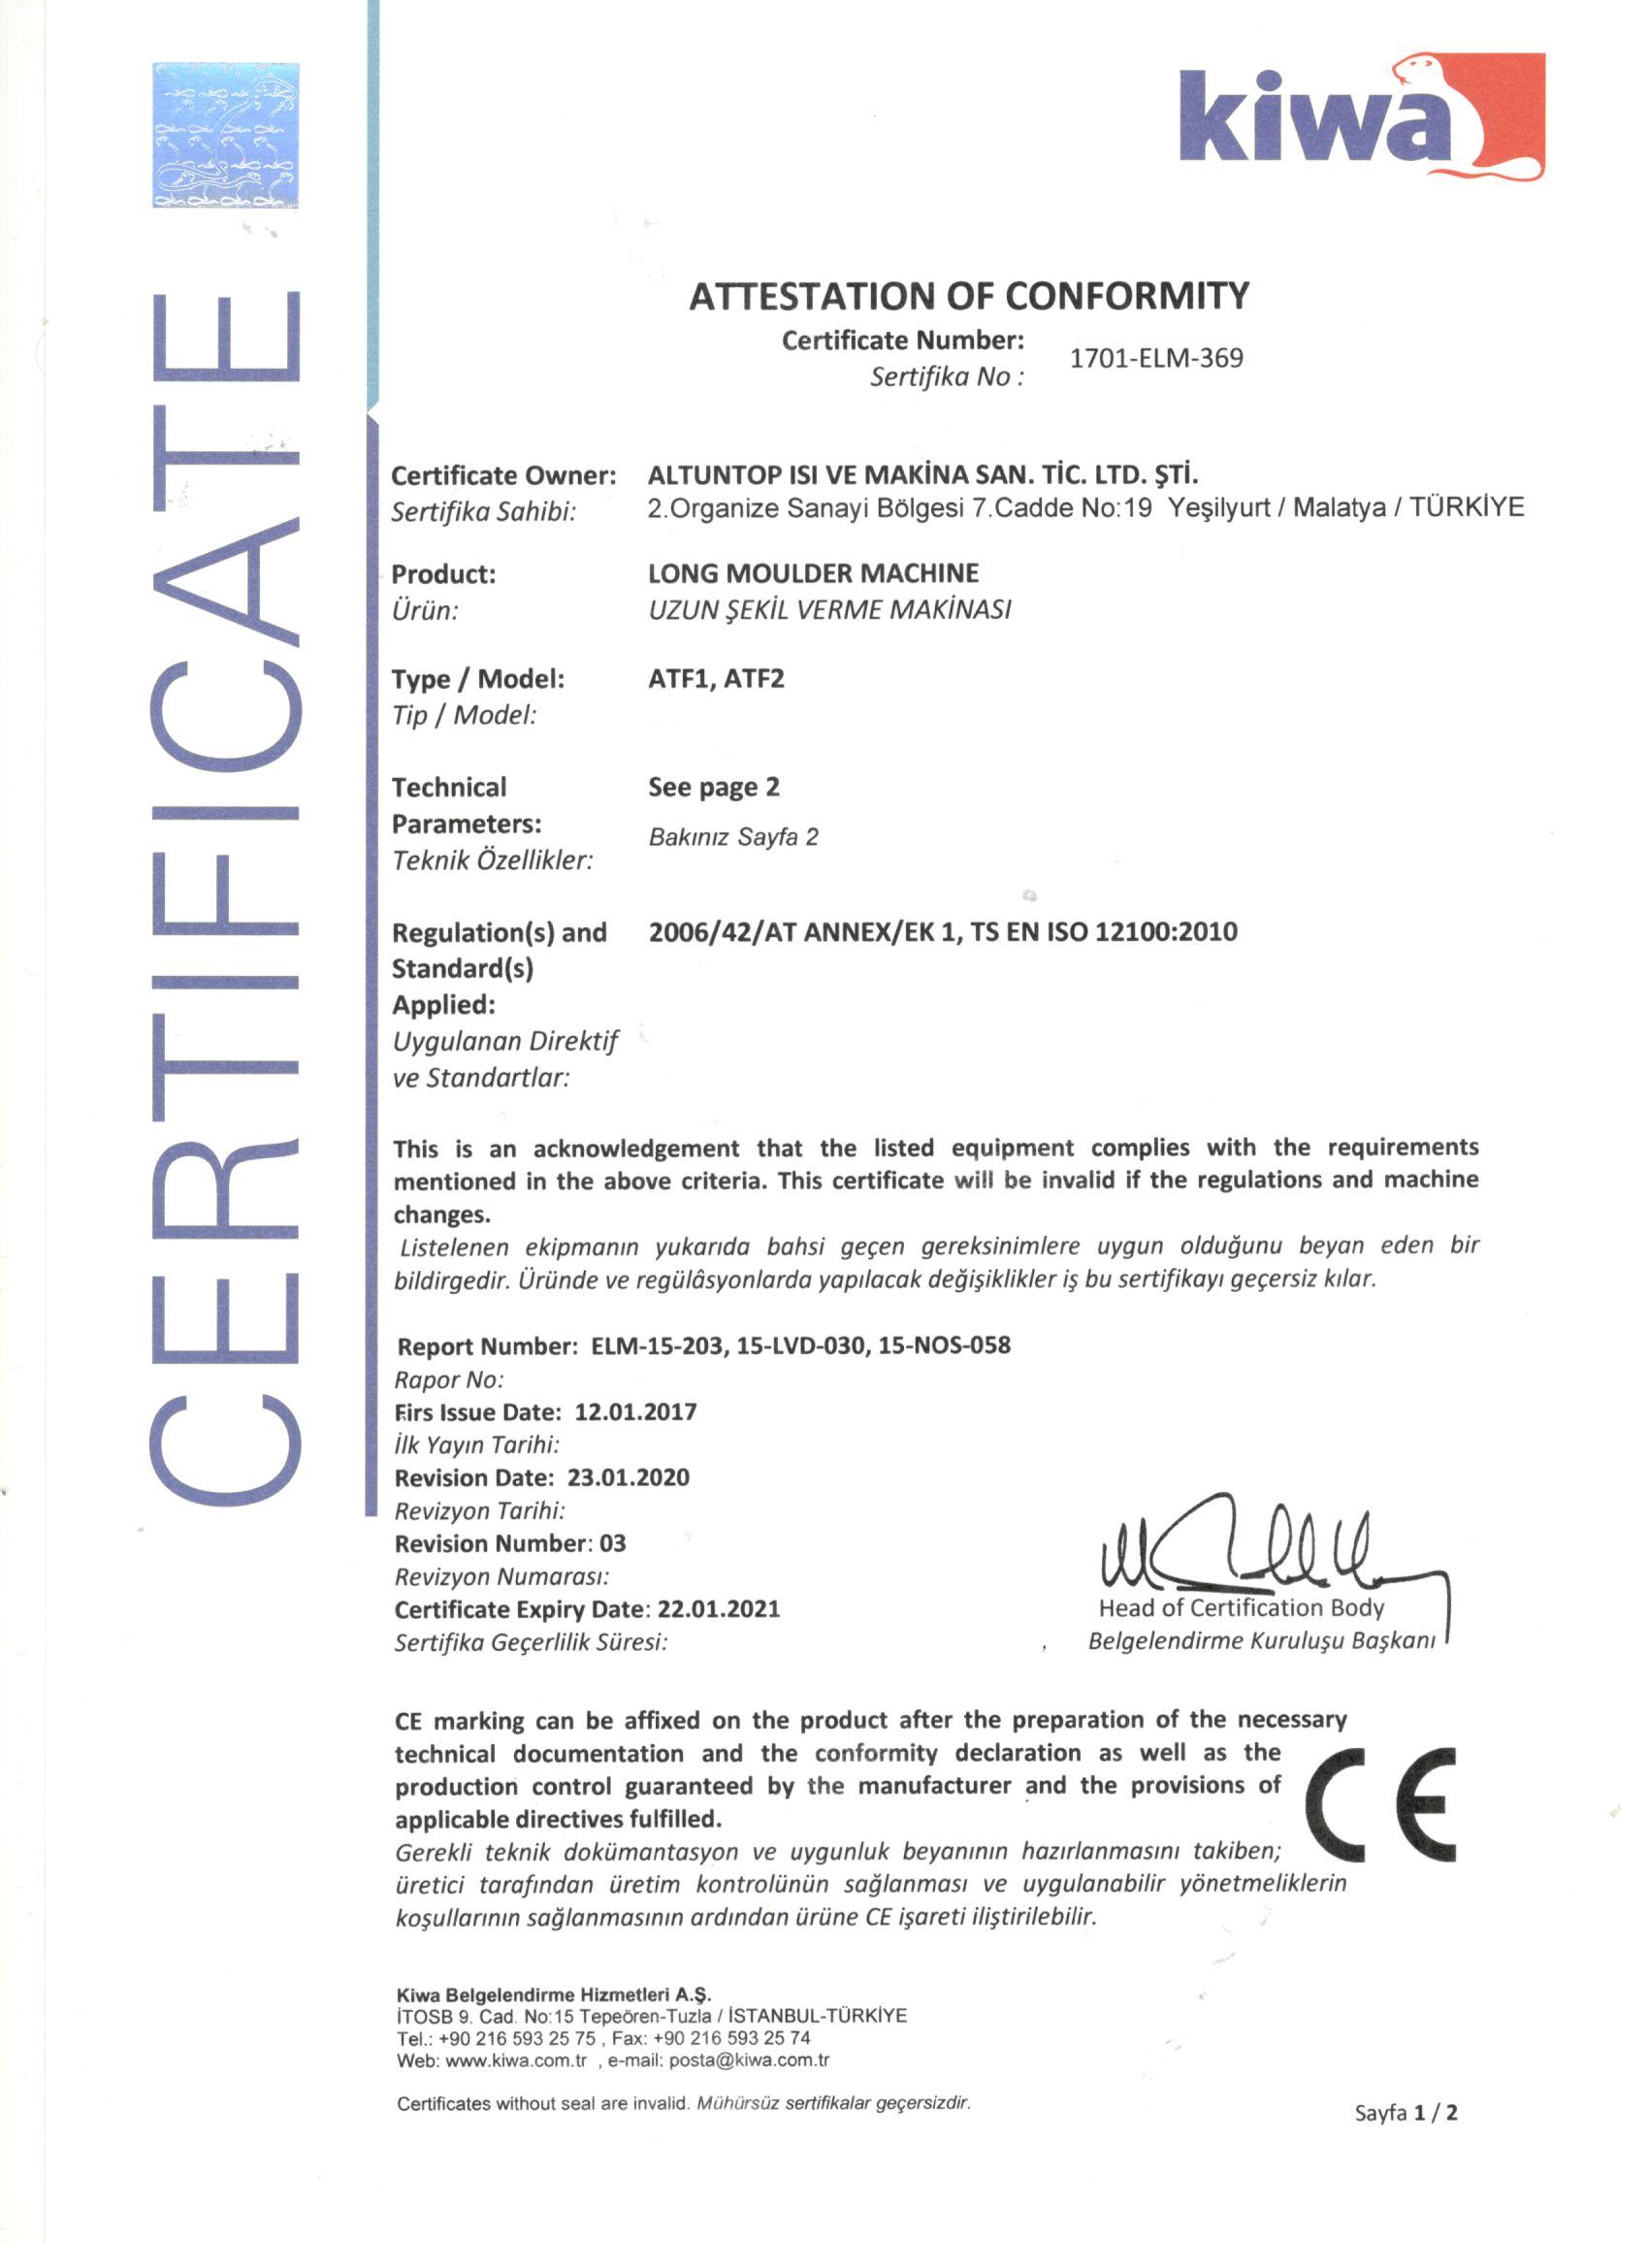 kiwa
CERTIFICATE
ATTESTATION OF CONFORMITY
Certificate Number:
Sertifika No :
1701-ELM-369
Certificate Owner: ALTUNTOP ISI VE MAKİNA SAN. TİC. LTD. ŞTİ.
Sertifika Sahibi: 2.Organize Sanayi Bölgesi 7.Cadde No:19 Yeşilyurt / Malatya / TÜRKİYE
Product: LONG MOULDER MACHINE
Ürün: UZUN ŞEKİL VERME MAKİNASI
Type / Model: ATF1, ATF2
Tip / Model:
Technical See page 2
Parameters:
Bakınız Sayfa 2
Teknik Özellikler:
Regulation(s) and 2006/42/AT ANNEX/EK 1, TS EN ISO 12100:2010
Standard(s)
Applied:
Uygulanan Direktif
ve Standartlar:
This is an acknowledgement that the listed equipment complies with the requirements
mentioned in the above criteria. This certificate will be invalid if the regulations and machine
changes.
Listelenen ekipmanın yukarıda bahsi geçen gereksinimlere uygun olduğunu beyan eden bir
bildirgedir. Üründe ve regülâsyonlarda yapılacak değişiklikler iş bu sertifikayı geçersiz kılar.
Report Number: ELM-15-203, 15-LVD-030, 15-NOS-058
Rapor No:
Firs Issue Date: 12.01.2017
İlk Yayın Tarihi:
Revision Date: 23.01.2020
Revizyon Tarihi:
Revision Number: 03
Revizyon Numarası:
Certificate Expiry Date: 22.01.2021
Sertifika Geçerlilik Süresi:
Head of Certification Body
Belgelendirme Kuruluşu Başkanı
CE marking can be affixed on the product after the preparation of the necessary
technical documentation and the conformity declaration as well as the
production control guaranteed by the manufacturer and the provisions of
applicable directives fulfilled.
CE
Gerekli teknik dokümantasyon ve uygunluk beyanının hazırlanmasını takiben;
üretici tarafından üretim kontrolünün sağlanması ve uygulanabilir yönetmeliklerin
koşullarının sağlanmasının ardından ürüne CE işareti iliştirilebilir.
Kiwa Belgelendirme Hizmetleri A.Ş.
İTOSB 9. Cad. No:15 Tepeören-Tuzla / İSTANBUL-TÜRKİYE
Tel.: +90 216 593 25 75 , Fax: +90 216 593 25 74
Web: www.kiwa.com.tr , e-mail: posta@kiwa.com.tr
Certificates without seal are invalid. Mühürsüz sertifikalar geçersizdir.
Sayfa 1 / 2